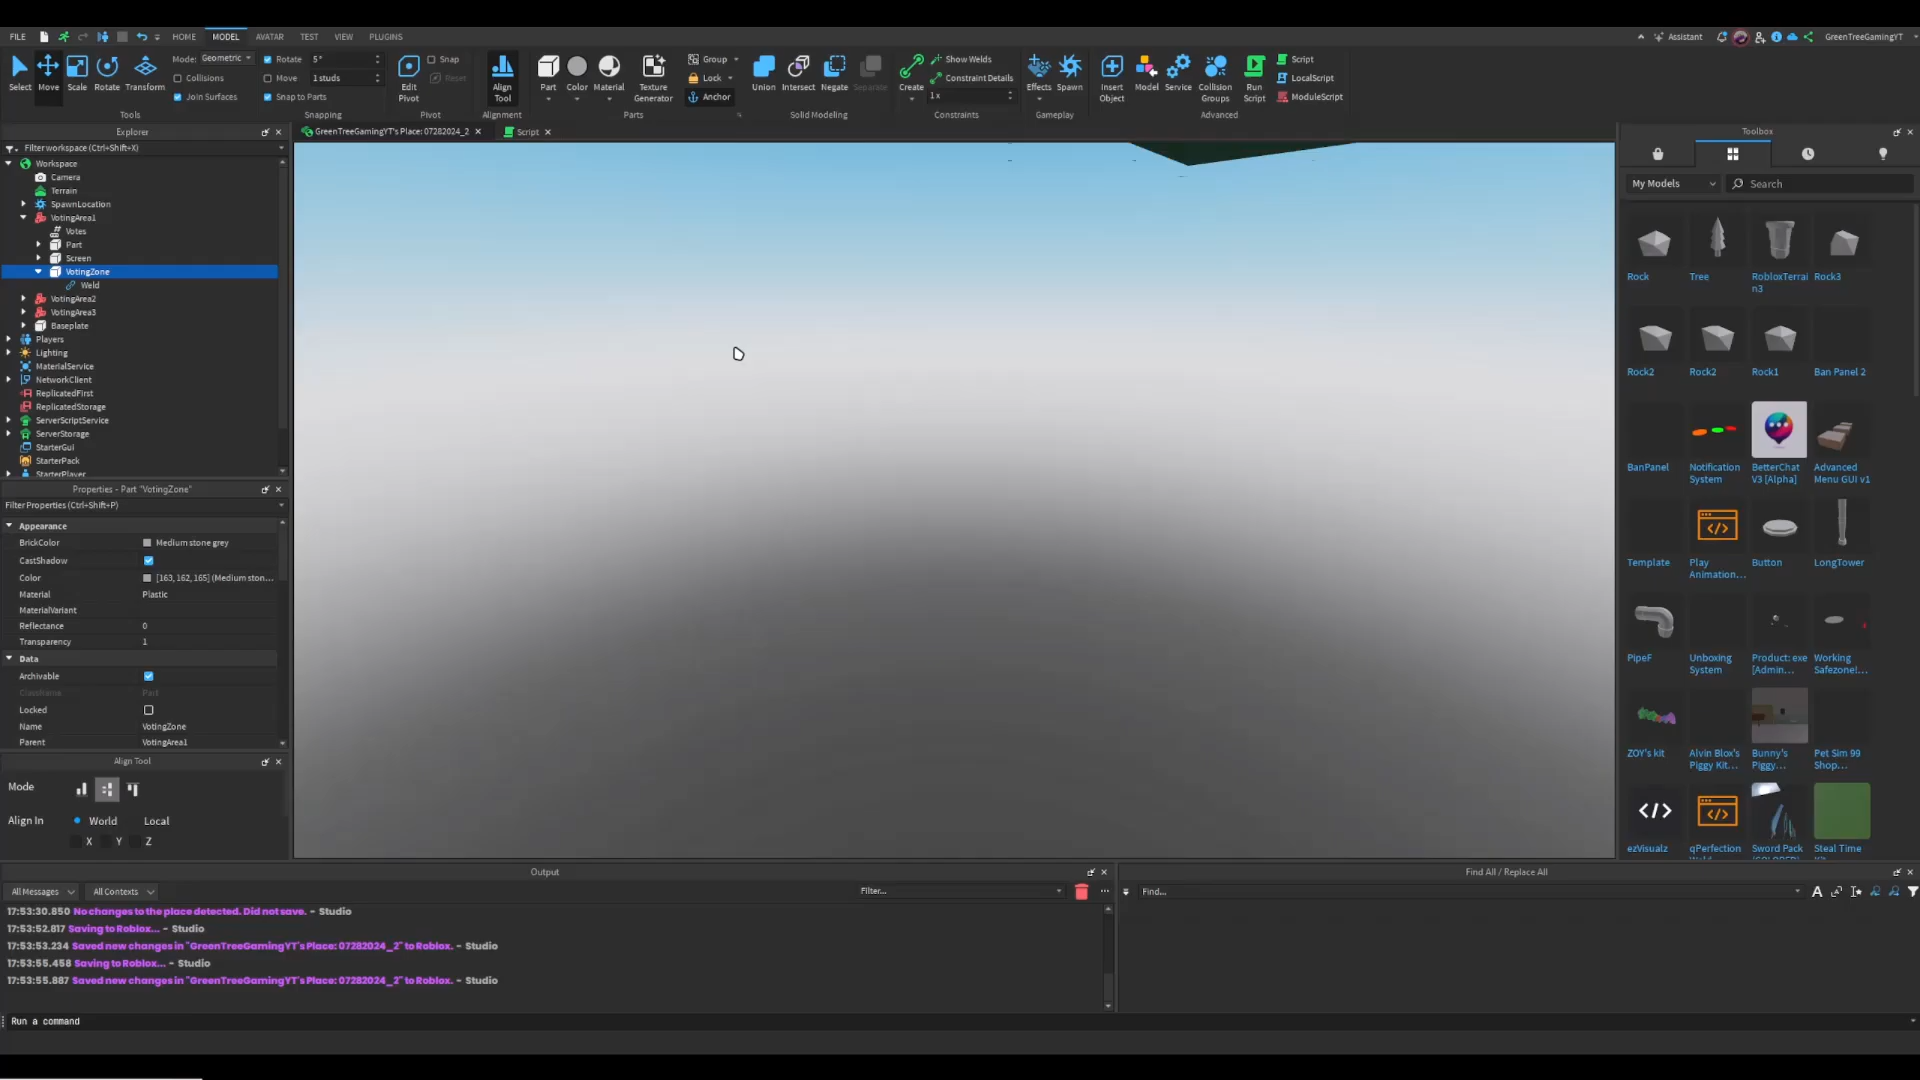 FILE
HOME
MODEL
AVATAR
TEST
VIEW
PLUGINS
Assistant
GreenTreeGamingYT
Select
Move
Scale
Rotate
Transform
Mode: Geometric
Collisions
Join Surfaces
Tools
Rotate 5°
Move 1 studs
Snap to Parts
Snapping
Edit Pivot
Snap
Reset
Pivot
Align Tool
Alignment
Part
Color
Material
Texture Generator
Group
Lock
Anchor
Parts
Union
Intersect
Negate
Separate
Solid Modeling
Create
Show Welds
Constraint Details
1 x
Constraints
Effects
Spawn
Gameplay
Insert Object
Model
Service
Collision Groups
Run Script
Script
LocalScript
ModuleScript
Advanced
Explorer
Filter workspace (Ctrl+Shift+X)
Workspace
Camera
Terrain
SpawnLocation
VotingArea1
Votes
Part
Screen
VotingZone
Weld
VotingArea2
VotingArea3
Baseplate
Players
Lighting
MaterialService
NetworkClient
ReplicatedFirst
ReplicatedStorage
ServerScriptService
ServerStorage
StarterGui
StarterPack
StarterPlayer
Properties - Part "VotingZone"
Filter Properties (Ctrl+Shift+P)
Appearance
BrickColor Medium stone grey
CastShadow
Color [163, 162, 165] (Medium ston...
Material Plastic
MaterialVariant
Reflectance 0
Transparency 1
Data
Archivable
ClassName Part
Locked
Name VotingZone
Parent VotingArea1
Align Tool
Mode
Align In World Local
X Y Z
GreenTreeGamingYT's Place: 07282024_2
Script
Toolbox
My Models
Search
Rock
Tree
RobloxTerrai
n3
Rock3
Rock2
Rock2
Rock1
Ban Panel 2
BanPanel
Notification System
BetterChat V3 [Alpha]
Advanced Menu GUI v1
Template
Play Animation...
Button
LongTower
PipeF
Unboxing System
Product: exe [Admin...
Working Safezone!...
ZOY's kit
Alvin Blox's Piggy Kit...
Bunny's Piggy...
Pet Sim 99 Shop...
ezVisualz
qPerfection
Sword Pack
Steal Time
Output
All Messages
All Contexts
Filter...
17:53:30.850 No changes to the place detected. Did not save. - Studio
17:53:52.817 Saving to Roblox... - Studio
17:53:53.234 Saved new changes in "GreenTreeGamingYT's Place: 07282024_2" to Roblox. - Studio
17:53:55.458 Saving to Roblox... - Studio
17:53:55.887 Saved new changes in "GreenTreeGamingYT's Place: 07282024_2" to Roblox. - Studio
Find All / Replace All
Find...
Run a command